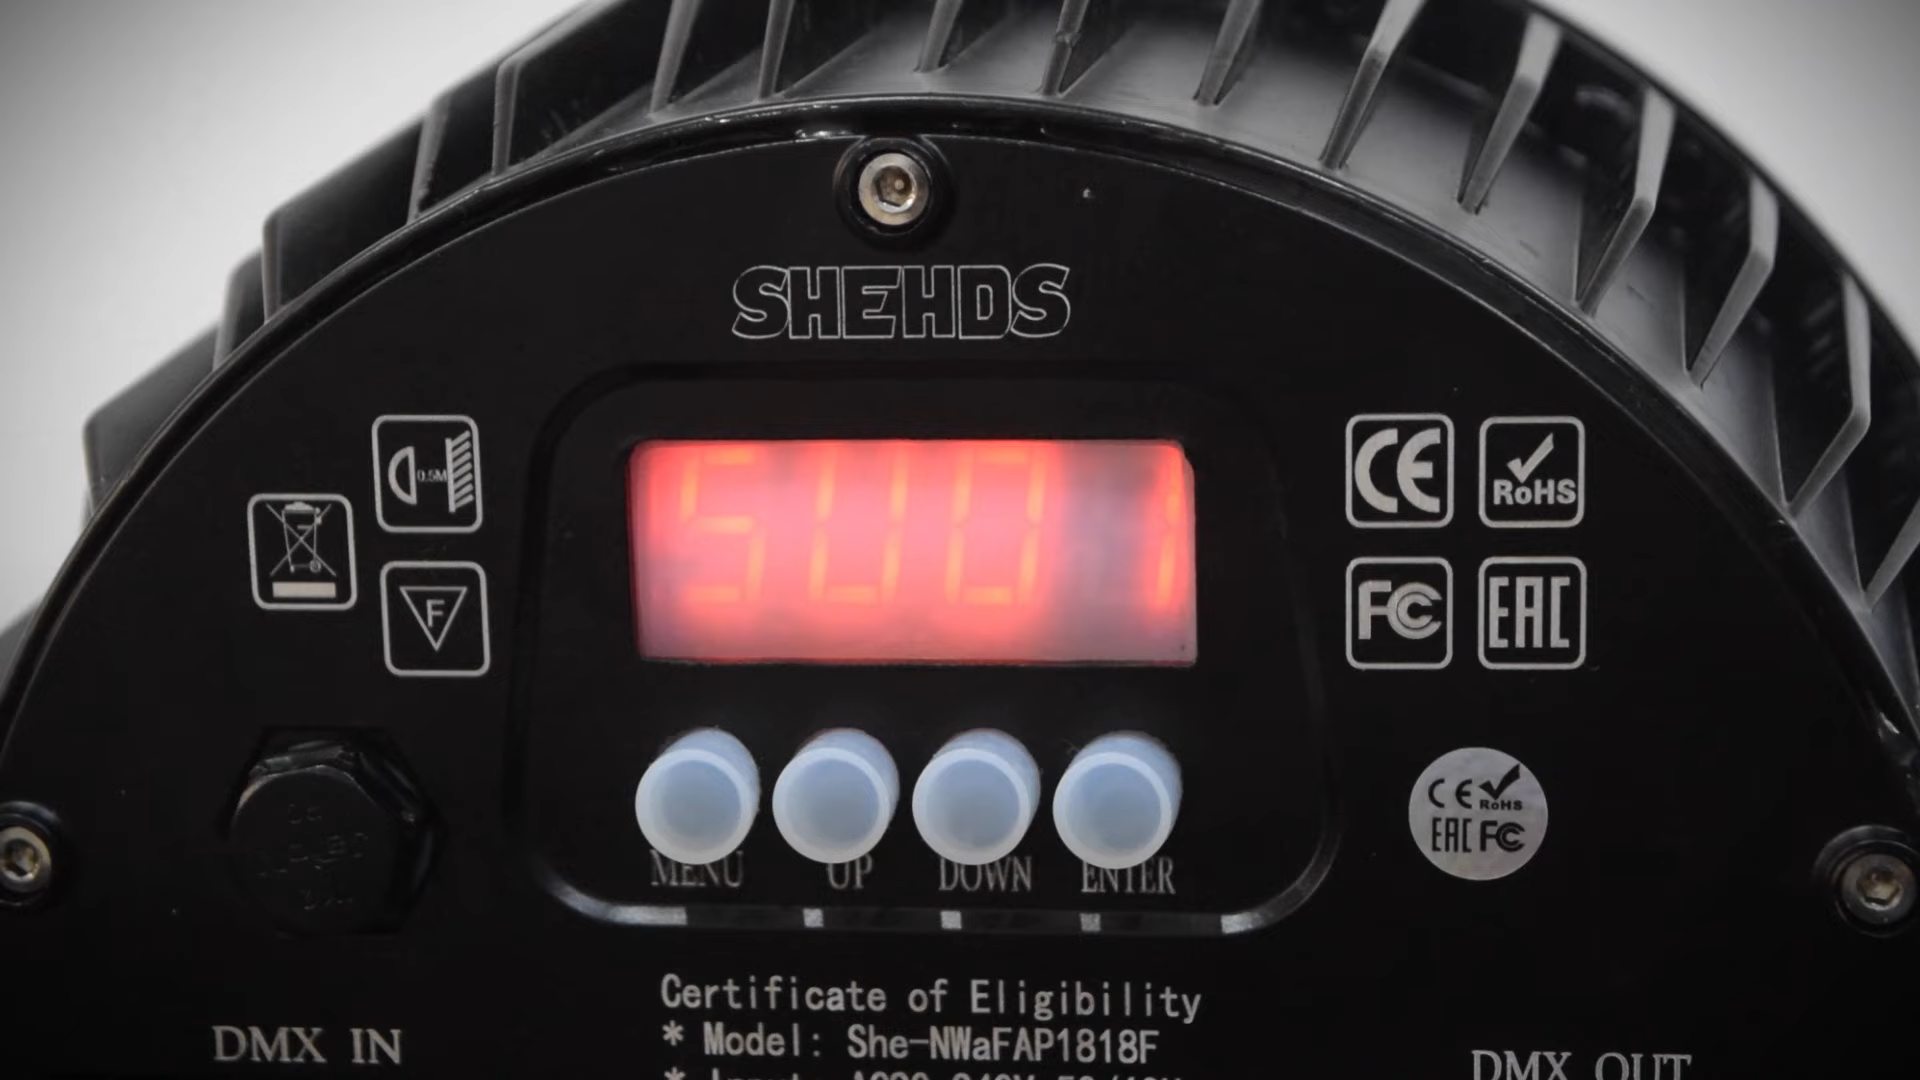 SHEHDS
0.5M
F
CE
RoHS
FC
EAC
MENU UP DOWN ENTER
CE RoHS
EAC FC
Certificate of Eligibility
* Model: She-NWaFAP1818F
DMX IN
DMX OUT